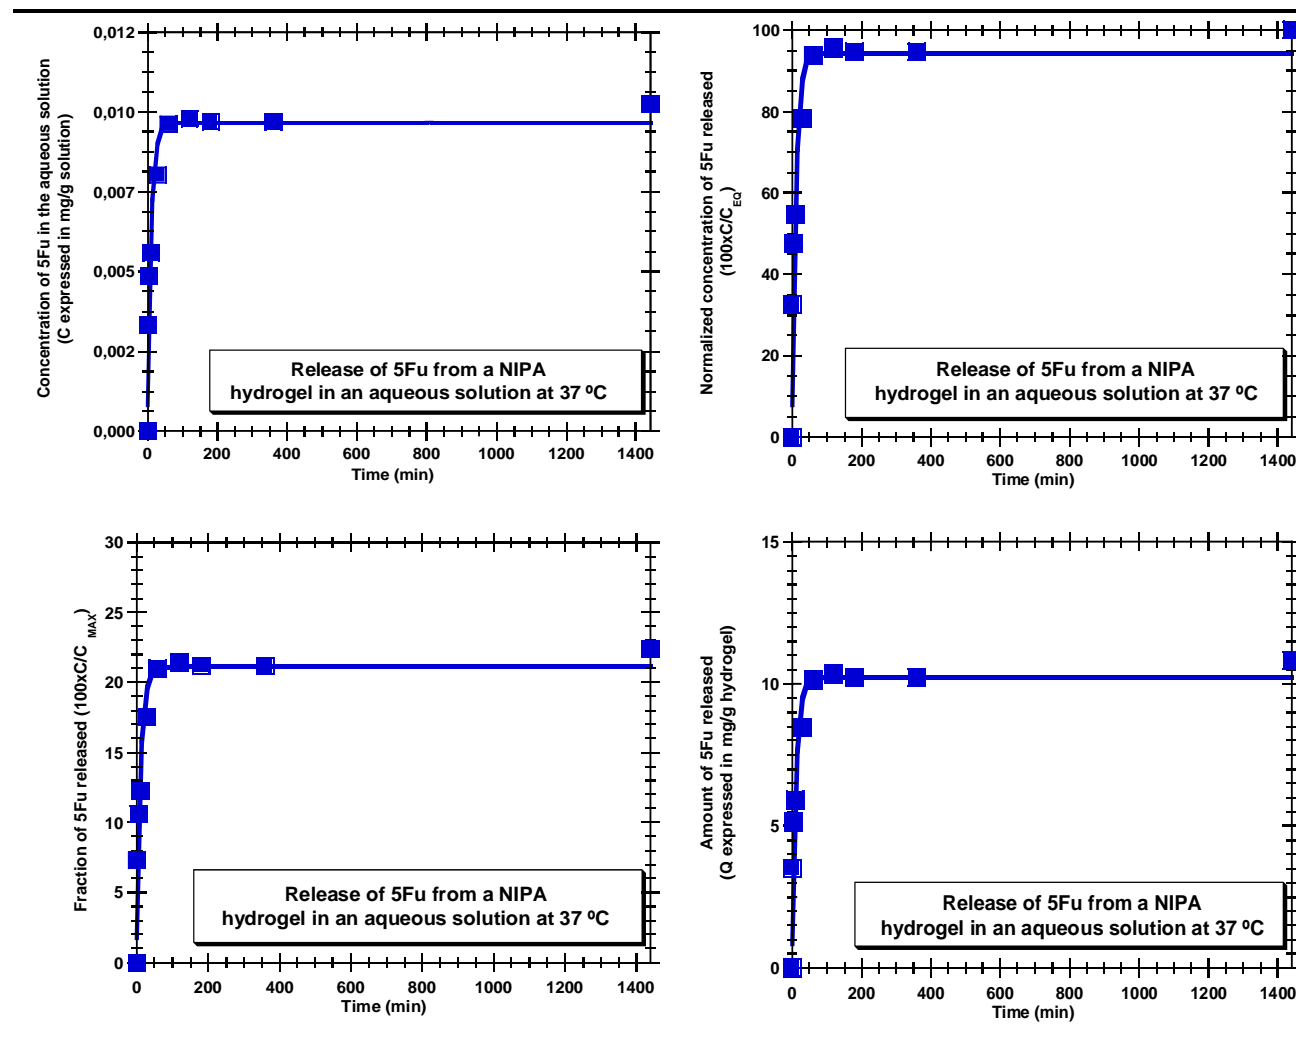 0,012
0,010
0,007
0,005
0,002
0,000
Concentration of 5Fu in the aqueous solution
(C expressed in mg/g solution)
Release of 5Fu from a NIPA
hydrogel in an aqueous solution at 37 ºC
0 200 400 600 800 1000 1200 1400
Time (min)
100
80
60
40
20
0
Normalized concentration of 5Fu released
(100xC/C_EQ)
Release of 5Fu from a NIPA
hydrogel in an aqueous solution at 37 ºC
0 200 400 600 800 1000 1200 1400
Time (min)
30
25
20
15
10
5
0
Fraction of 5Fu released (100xC/C_MAX)
Release of 5Fu from a NIPA
hydrogel in an aqueous solution at 37 ºC
0 200 400 600 800 1000 1200 1400
Time (min)
15
10
5
0
Amount of 5Fu released
(Q expressed in mg/g hydrogel)
Release of 5Fu from a NIPA
hydrogel in an aqueous solution at 37 ºC
0 200 400 600 800 1000 1200 1400
Time (min)